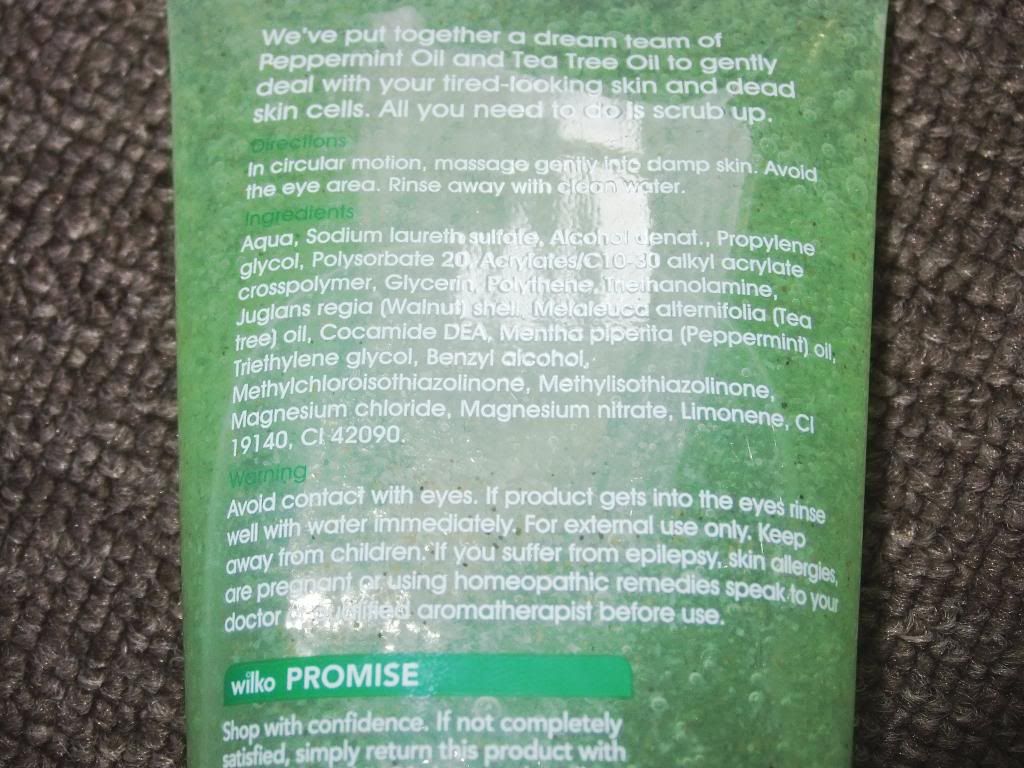 We've put together a dream team of
Peppermint Oil and Tea Tree Oil to gently
deal with your tired-looking skin and dead
skin cells. All you need to do is scrub up.
Directions
In circular motion, massage gently into damp skin. Avoid
the eye area. Rinse away with clean water.
Ingredients
Aqua, Sodium laureth sulfate, Alcohol denat., Propylene
glycol, Polysorbate 20, Acrylates/C10-30 alkyl acrylate
crosspolymer, Glycerin, Polythene, Triethanolamine,
Juglans regia (Walnut) shell, Melaleuca alternifolia (Tea
tree) oil, Cocamide DEA, Mentha piperita (Peppermint) oil,
Triethylene glycol, Benzyl alcohol,
Methylchloroisothiazolinone, Methylisothiazolinone,
Magnesium chloride, Magnesium nitrate, Limonene, CI
19140, CI 42090.
Warning
Avoid contact with eyes. If product gets into the eyes rinse
well with water immediately. For external use only. Keep
away from children. If you suffer from epilepsy, skin allergies,
are pregnant or using homeopathic remedies speak to your
doctor or qualified aromatherapist before use.
wilko PROMISE
Shop with confidence. If not completely
satisfied, simply return this product with